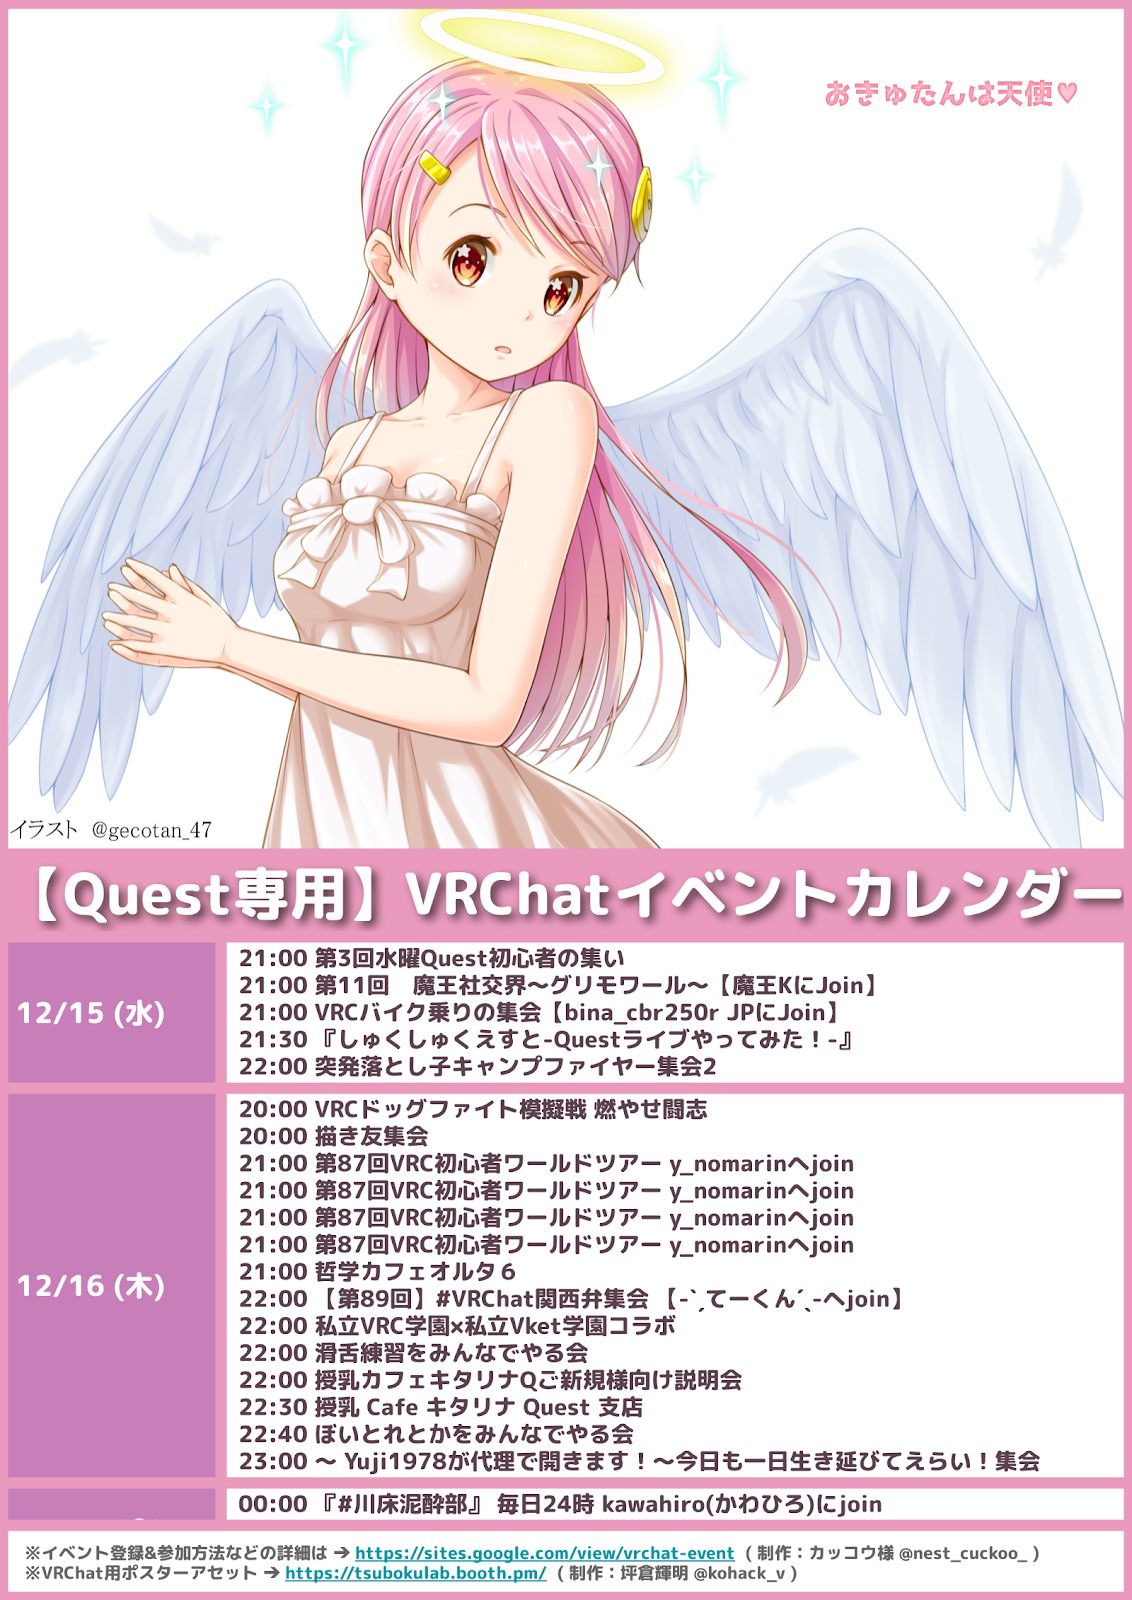 おきゅたんは天使♥
イラスト @gecotan_47
【Quest専用】VRChatイベントカレンダー
12/15 (水)
21:00 第3回水曜Quest初心者の集い
21:00 第11回　魔王社交界～グリモワール～【魔王KにJoin】
21:00 VRCバイク乗りの集会【bina_cbr250r JPにJoin】
21:30 『しゅくしゅくえすと-Questライブやってみた！-』
22:00 突発落とし子キャンプファイヤー集会2
12/16 (木)
20:00 VRCドッグファイト模擬戦 燃やせ闘志
20:00 描き友集会
21:00 第87回VRC初心者ワールドツアー y_nomarinへjoin
21:00 第87回VRC初心者ワールドツアー y_nomarinへjoin
21:00 第87回VRC初心者ワールドツアー y_nomarinへjoin
21:00 第87回VRC初心者ワールドツアー y_nomarinへjoin
21:00 哲学カフェオルタ６
22:00 【第89回】#VRChat関西弁集会 【-`ˏてーくん´ˎ-へjoin】
22:00 私立VRC学園×私立Vket学園コラボ
22:00 滑舌練習をみんなでやる会
22:00 授乳カフェキタリナQご新規様向け説明会
22:30 授乳 Cafe キタリナ Quest 支店
22:40 ぼいとれとかをみんなでやる会
23:00 ～ Yuji1978が代理で開きます！～今日も一日生き延びてえらい！集会
00:00 『#川床泥酔部』 毎日24時 kawahiro(かわひろ)にjoin
※イベント登録&参加方法などの詳細は → https://sites.google.com/view/vrchat-event ( 制作：カッコウ様 @nest_cuckoo_ )
※VRChat用ポスターアセット → https://tsubokulab.booth.pm/ ( 制作：坪倉輝明 @kohack_v )